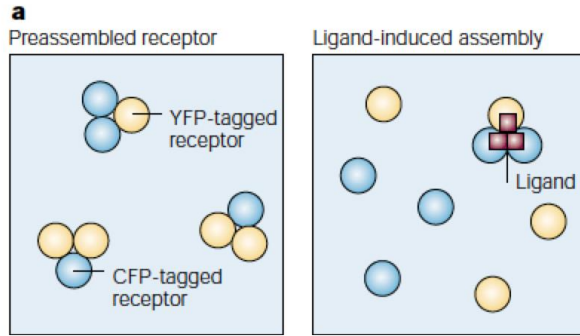 a
Preassembled receptor
Ligand-induced assembly
YFP-tagged
receptor
CFP-tagged
receptor
Ligand